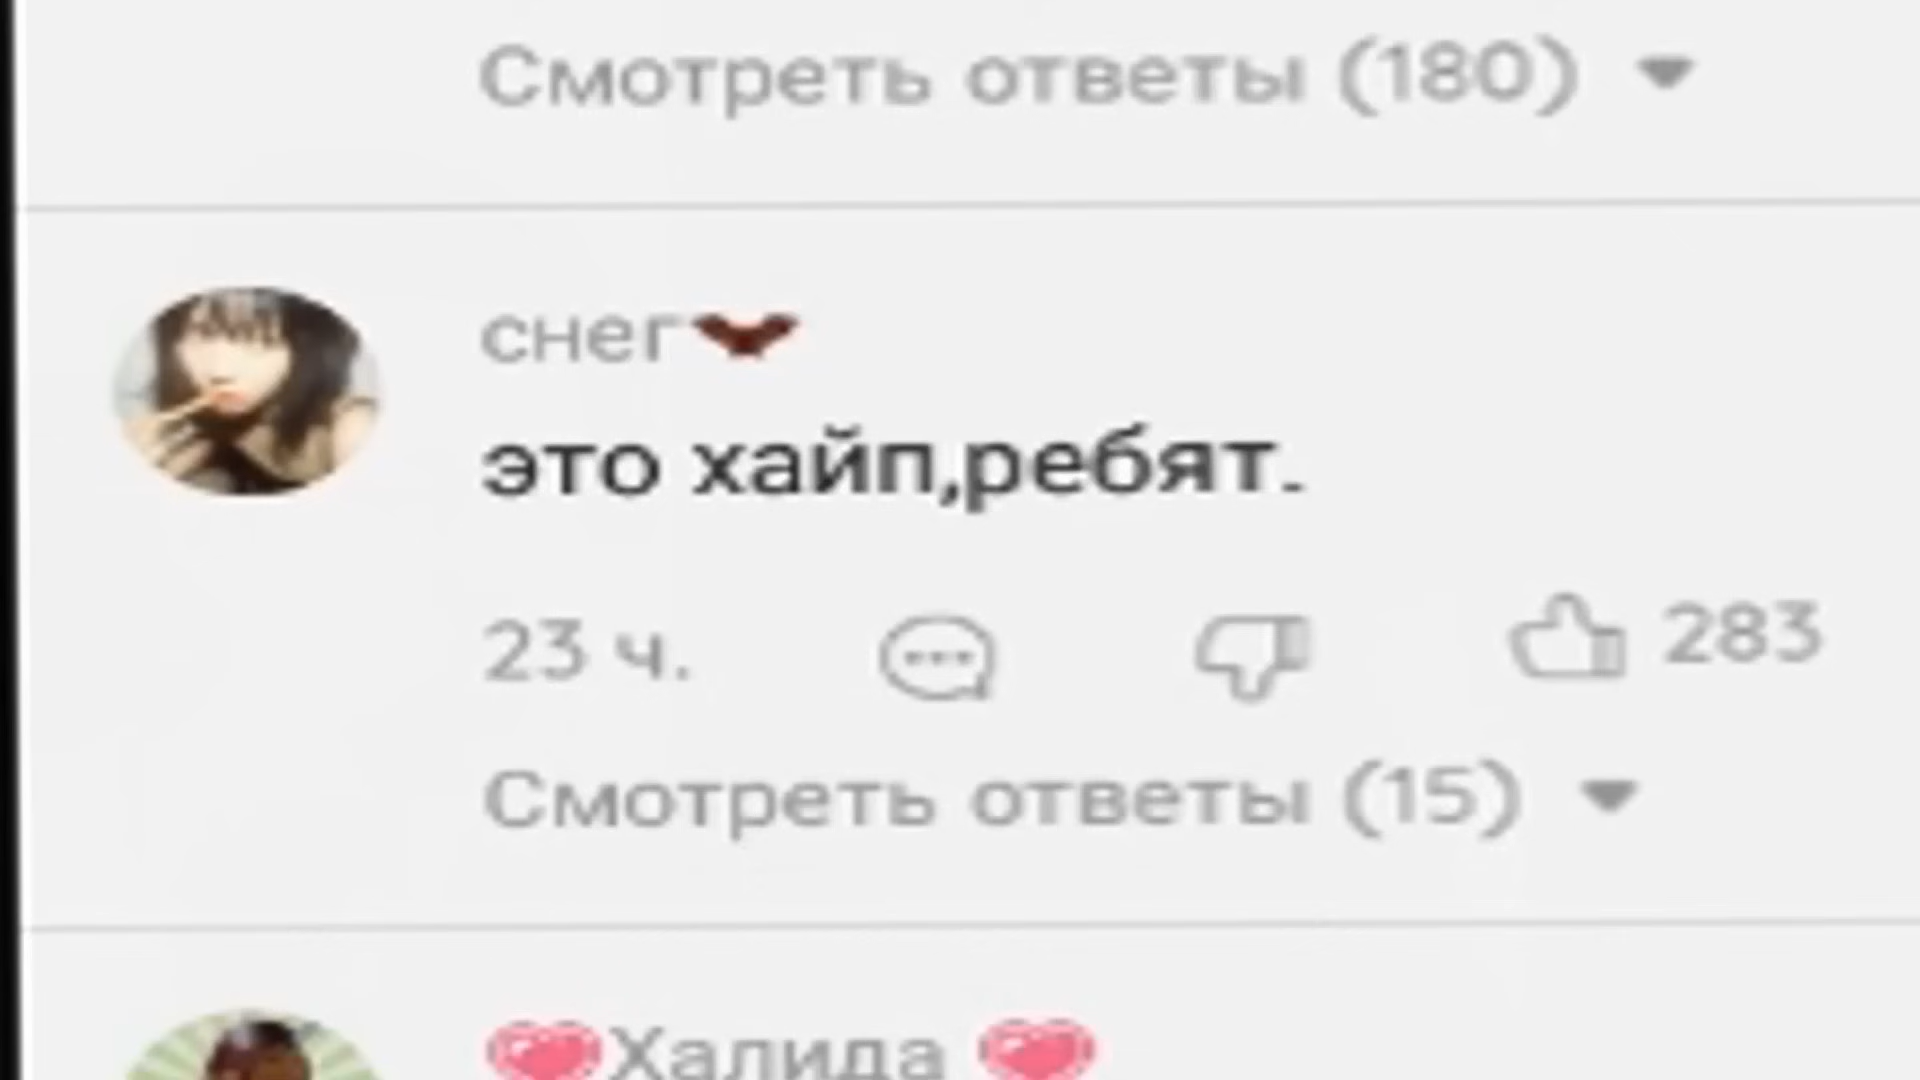 Смотреть ответы (180)
снег
это хайп,ребят.
23 ч.
283
Смотреть ответы (15)
💗Халида 💗